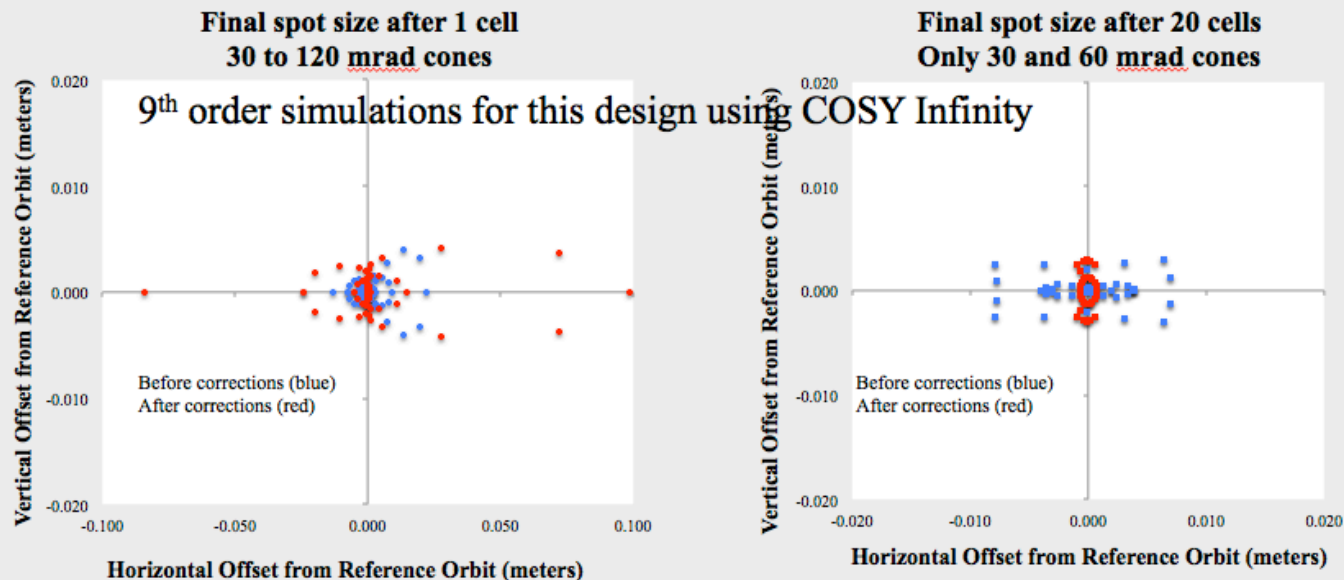 Final spot size after 1 cell
30 to 120 mrad cones
Final spot size after 20 cells
Only 30 and 60 mrad cones
9th order simulations for this design using COSY Infinity
Vertical Offset from Reference Orbit (meters)
0.020
0.010
0.000
-0.010
-0.020
Before corrections (blue)
After corrections (red)
-0.100
-0.050
0.000
0.050
0.100
Horizontal Offset from Reference Orbit (meters)
Vertical Offset from Reference Orbit (meters)
0.020
0.010
0.000
-0.010
-0.020
Before corrections (blue)
After corrections (red)
-0.020
-0.010
0.000
0.010
0.020
Horizontal Offset from Reference Orbit (meters)